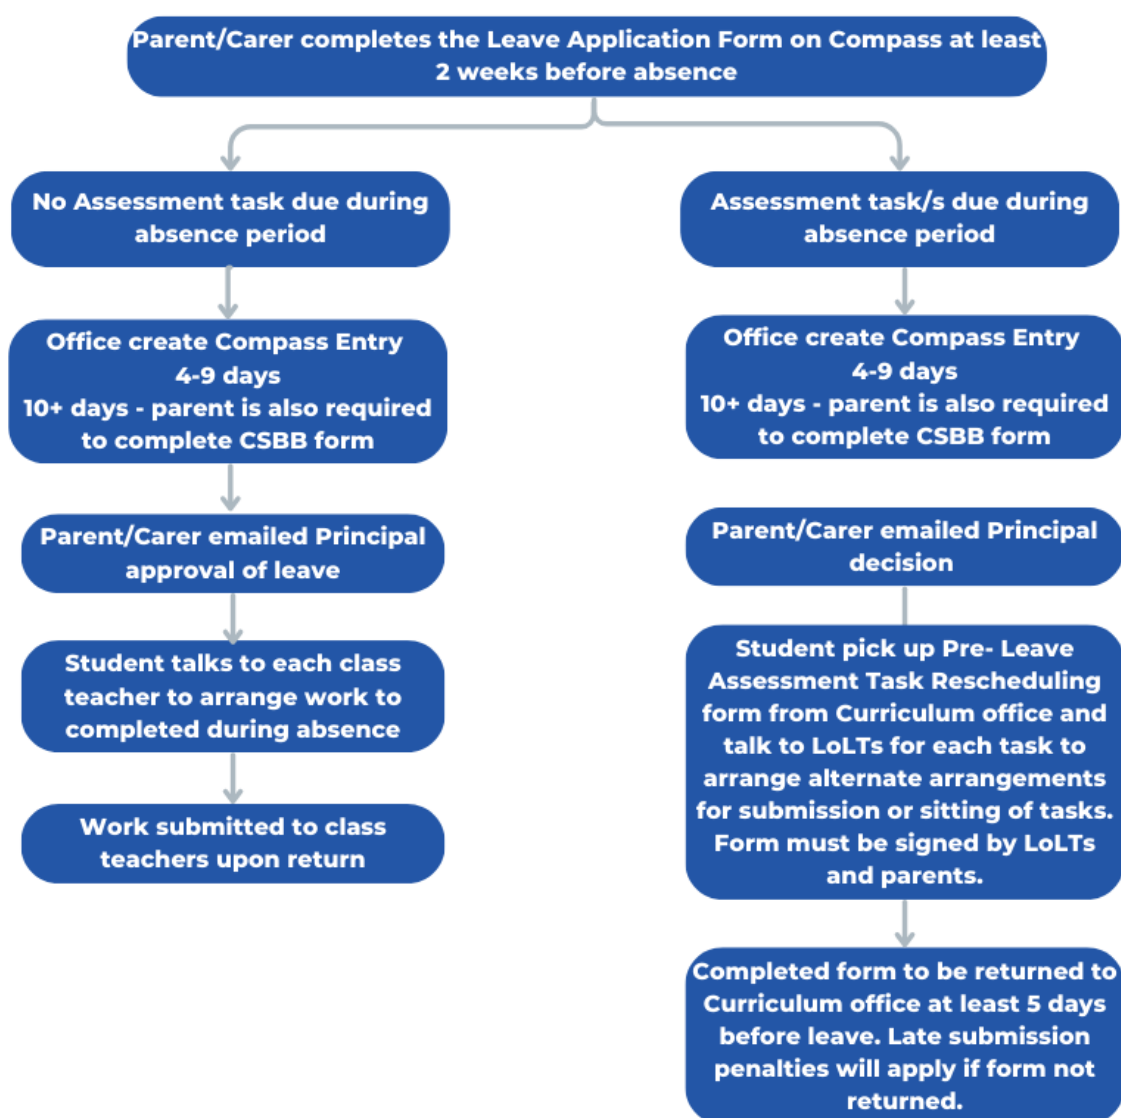 Parent/Carer completes the Leave Application Form on Compass at least
2 weeks before absence
No Assessment task due during
absence period
Office create Compass Entry
4-9 days
10+ days - parent is also required
to complete CSBB form
Parent/Carer emailed Principal
approval of leave
Student talks to each class
teacher to arrange work to
completed during absence
Work submitted to class
teachers upon return
Assessment task/s due during
absence period
Office create Compass Entry
4-9 days
10+ days - parent is also required
to complete CSBB form
Parent/Carer emailed Principal
decision
Student pick up Pre- Leave
Assessment Task Rescheduling
form from Curriculum office and
talk to LoLTs for each task to
arrange alternate arrangements
for submission or sitting of tasks.
Form must be signed by LoLTs
and parents.
Completed form to be returned to
Curriculum office at least 5 days
before leave. Late submission
penalties will apply if form not
returned.